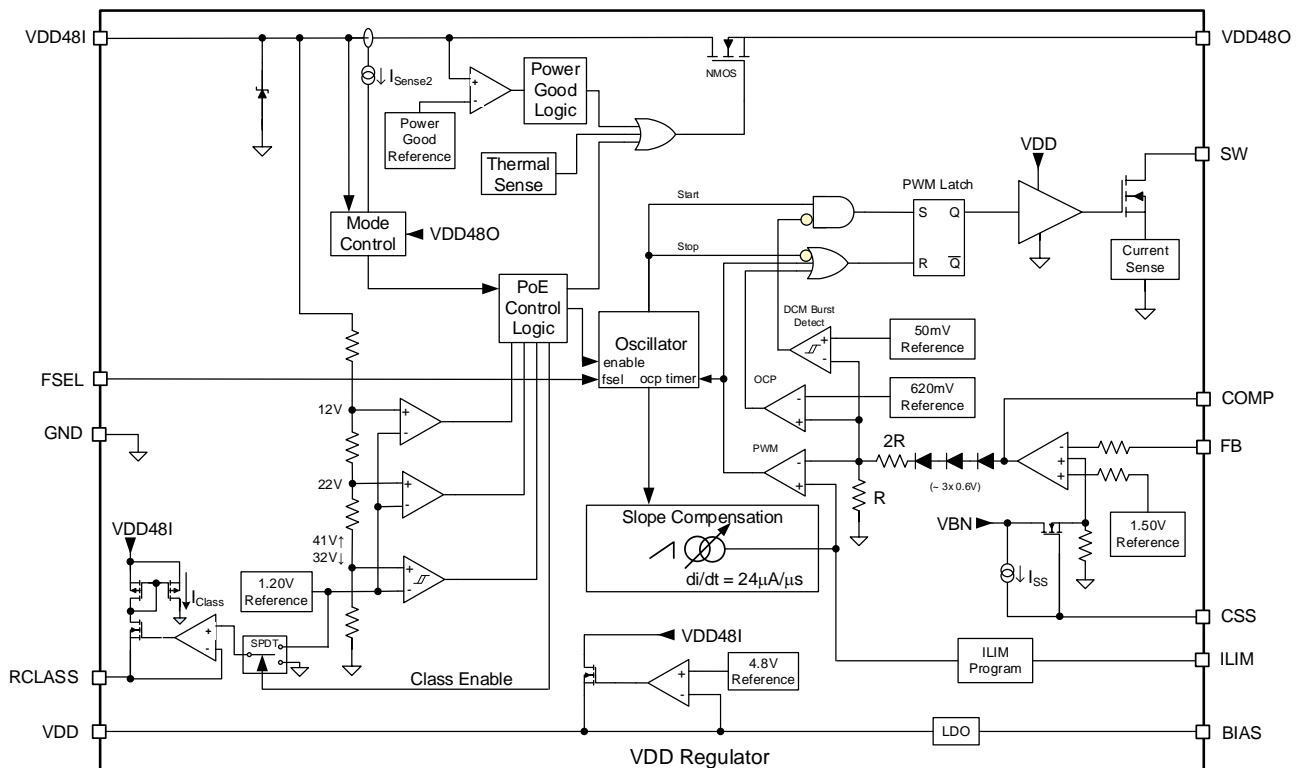 VDD48I
VDD48O
I Sense2
Power
Good
Logic
+
-
Power
Good
Reference
NMOS
Thermal
Sense
VDD
SW
Start
PWM Latch
S Q
R Q
Mode
Control
VDD48O
Stop
Current
Sense
PoE
Control
Logic
DCM Burst
Detect
50mV
Reference
+
-
Oscillator
enable
fsel ocp timer
FSEL
OCP
620mV
Reference
-
+
COMP
12V
+
-
GND
2R
PWM
-
+
(~ 3x 0.6V)
-
+
+
FB
22V
+
-
R
VBN
1.50V
Reference
Slope Compensation
di/dt = 24µA/µs
VDD48I
41V↑
32V↓
+
-
1.20V
Reference
I Class
I SS
CSS
+
-
SPDT
VDD48I
ILIM
ILIM
Program
RCLASS
Class Enable
4.8V
Reference
+
-
VDD
LDO
BIAS
VDD Regulator